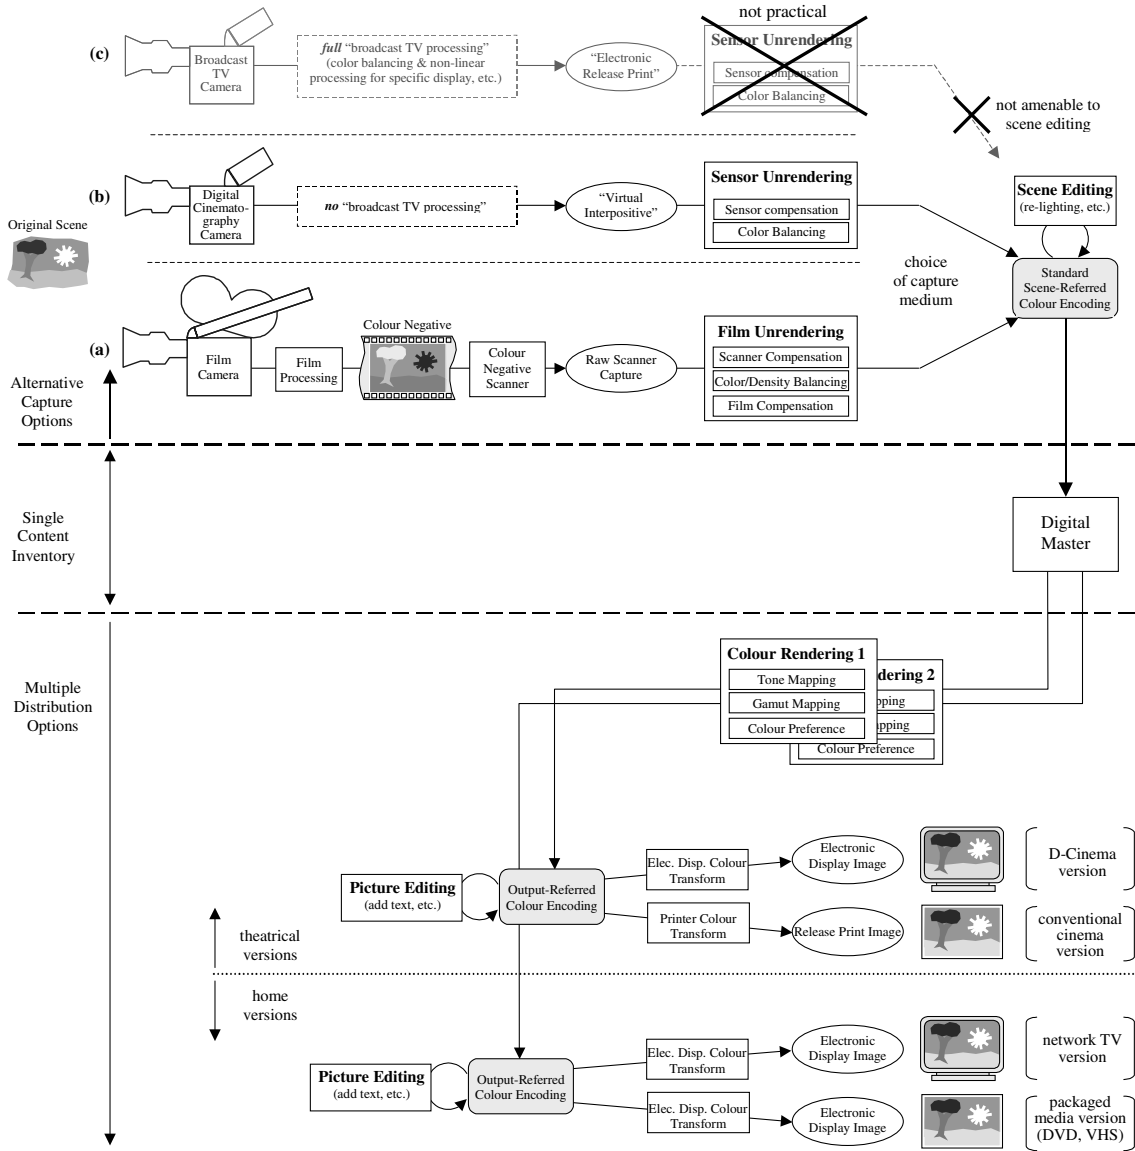 not practical
(c)
Broadcast
TV
Camera
full “broadcast TV processing”
(color balancing & non-linear
processing for specific display, etc.)
“Electronic
Release Print”
Sensor Unrendering
Sensor compensation
Color Balancing
not amenable to
scene editing
(b)
Digital
Cinemato-
graphy
Camera
no “broadcast TV processing”
“Virtual
Interpositive”
Sensor Unrendering
Sensor compensation
Color Balancing
Scene Editing
(re-lighting, etc.)
Original Scene
choice
of capture
medium
Standard
Scene-Referred
Colour Encoding
(a)
Film
Camera
Film
Processing
Colour Negative
Colour
Negative
Scanner
Raw Scanner
Capture
Film Unrendering
Scanner Compensation
Color/Density Balancing
Film Compensation
Alternative
Capture
Options
Single
Content
Inventory
Digital
Master
Multiple
Distribution
Options
Colour Rendering 1
Tone Mapping
Gamut Mapping
Colour Preference
dering 2
pping
apping
Colour Preference
Picture Editing
(add text, etc.)
Output-Referred
Colour Encoding
Elec. Disp. Colour
Transform
Electronic
Display Image
D-Cinema
version
Printer Colour
Transform
Release Print Image
conventional
cinema
version
theatrical
versions
home
versions
Picture Editing
(add text, etc.)
Output-Referred
Colour Encoding
Elec. Disp. Colour
Transform
Electronic
Display Image
network TV
version
Elec. Disp. Colour
Transform
Electronic
Display Image
packaged
media version
(DVD, VHS)